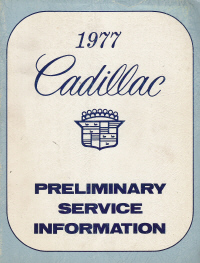 1977
Cadillac
PRELIMINARY
SERVICE
INFORMATION